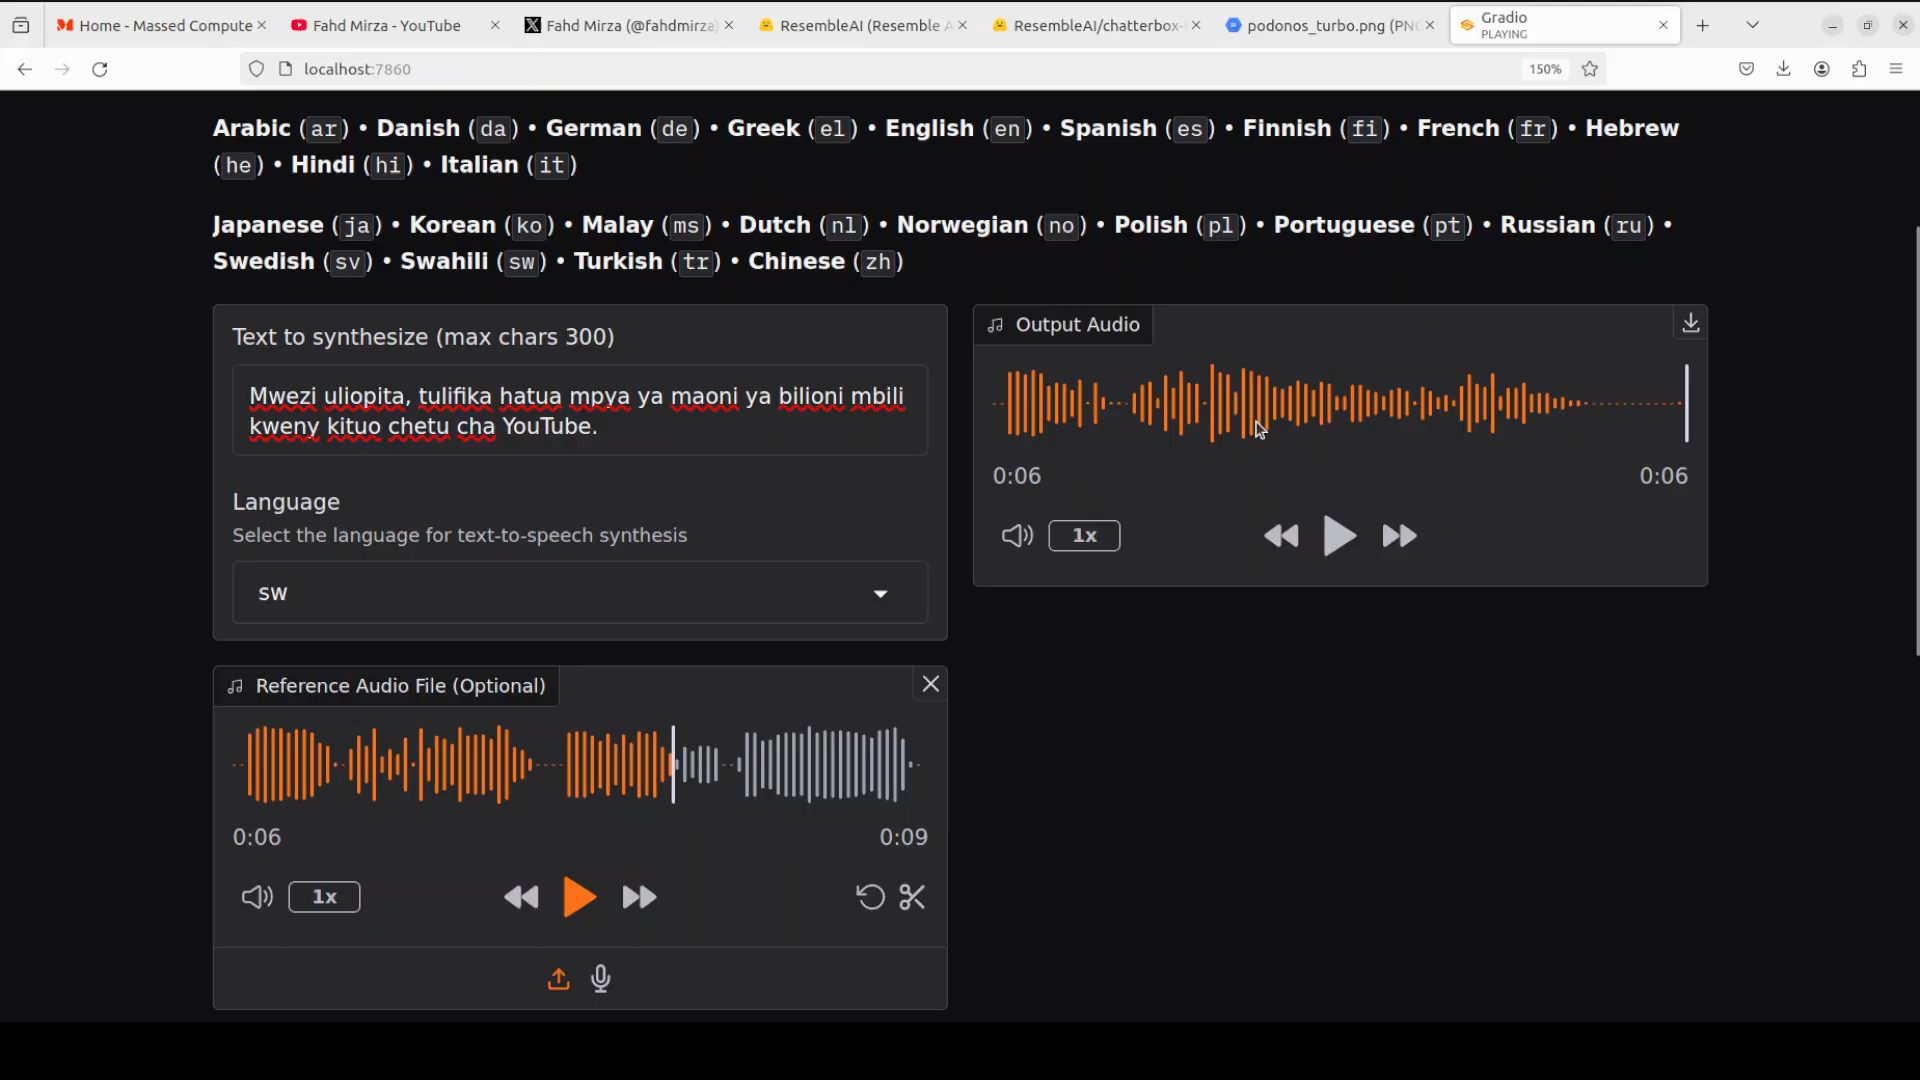 Home - Massed Compute
Fahd Mirza - YouTube
Fahd Mirza (@fahdmirza)
ResembleAI (Resemble A
ResembleAI/chatterbox-
podonos_turbo.png (PNG
Gradio
PLAYING
localhost:7860
150%
Arabic (ar) • Danish (da) • German (de) • Greek (el) • English (en) • Spanish (es) • Finnish (fi) • French (fr) • Hebrew
(he) • Hindi (hi) • Italian (it)
Japanese (ja) • Korean (ko) • Malay (ms) • Dutch (nl) • Norwegian (no) • Polish (pl) • Portuguese (pt) • Russian (ru) •
Swedish (sv) • Swahili (sw) • Turkish (tr) • Chinese (zh)
Text to synthesize (max chars 300)
Mwezi uliopita, tulifika hatua mpya ya maoni ya bilioni mbili
kweny kituo chetu cha YouTube.
Language
Select the language for text-to-speech synthesis
sw
Output Audio
0:06
0:06
1x
Reference Audio File (Optional)
0:06
0:09
1x